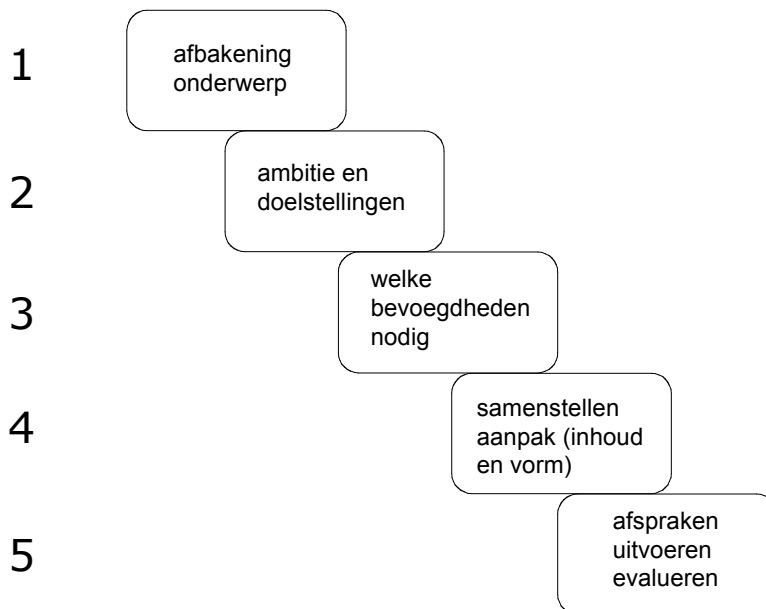 1
afbakening
onderwerp
2
ambitie en
doelstellingen
3
welke
bevoegdheden
nodig
4
samenstellen
aanpak (inhoud
en vorm)
5
afspraken
uitvoeren
evalueren